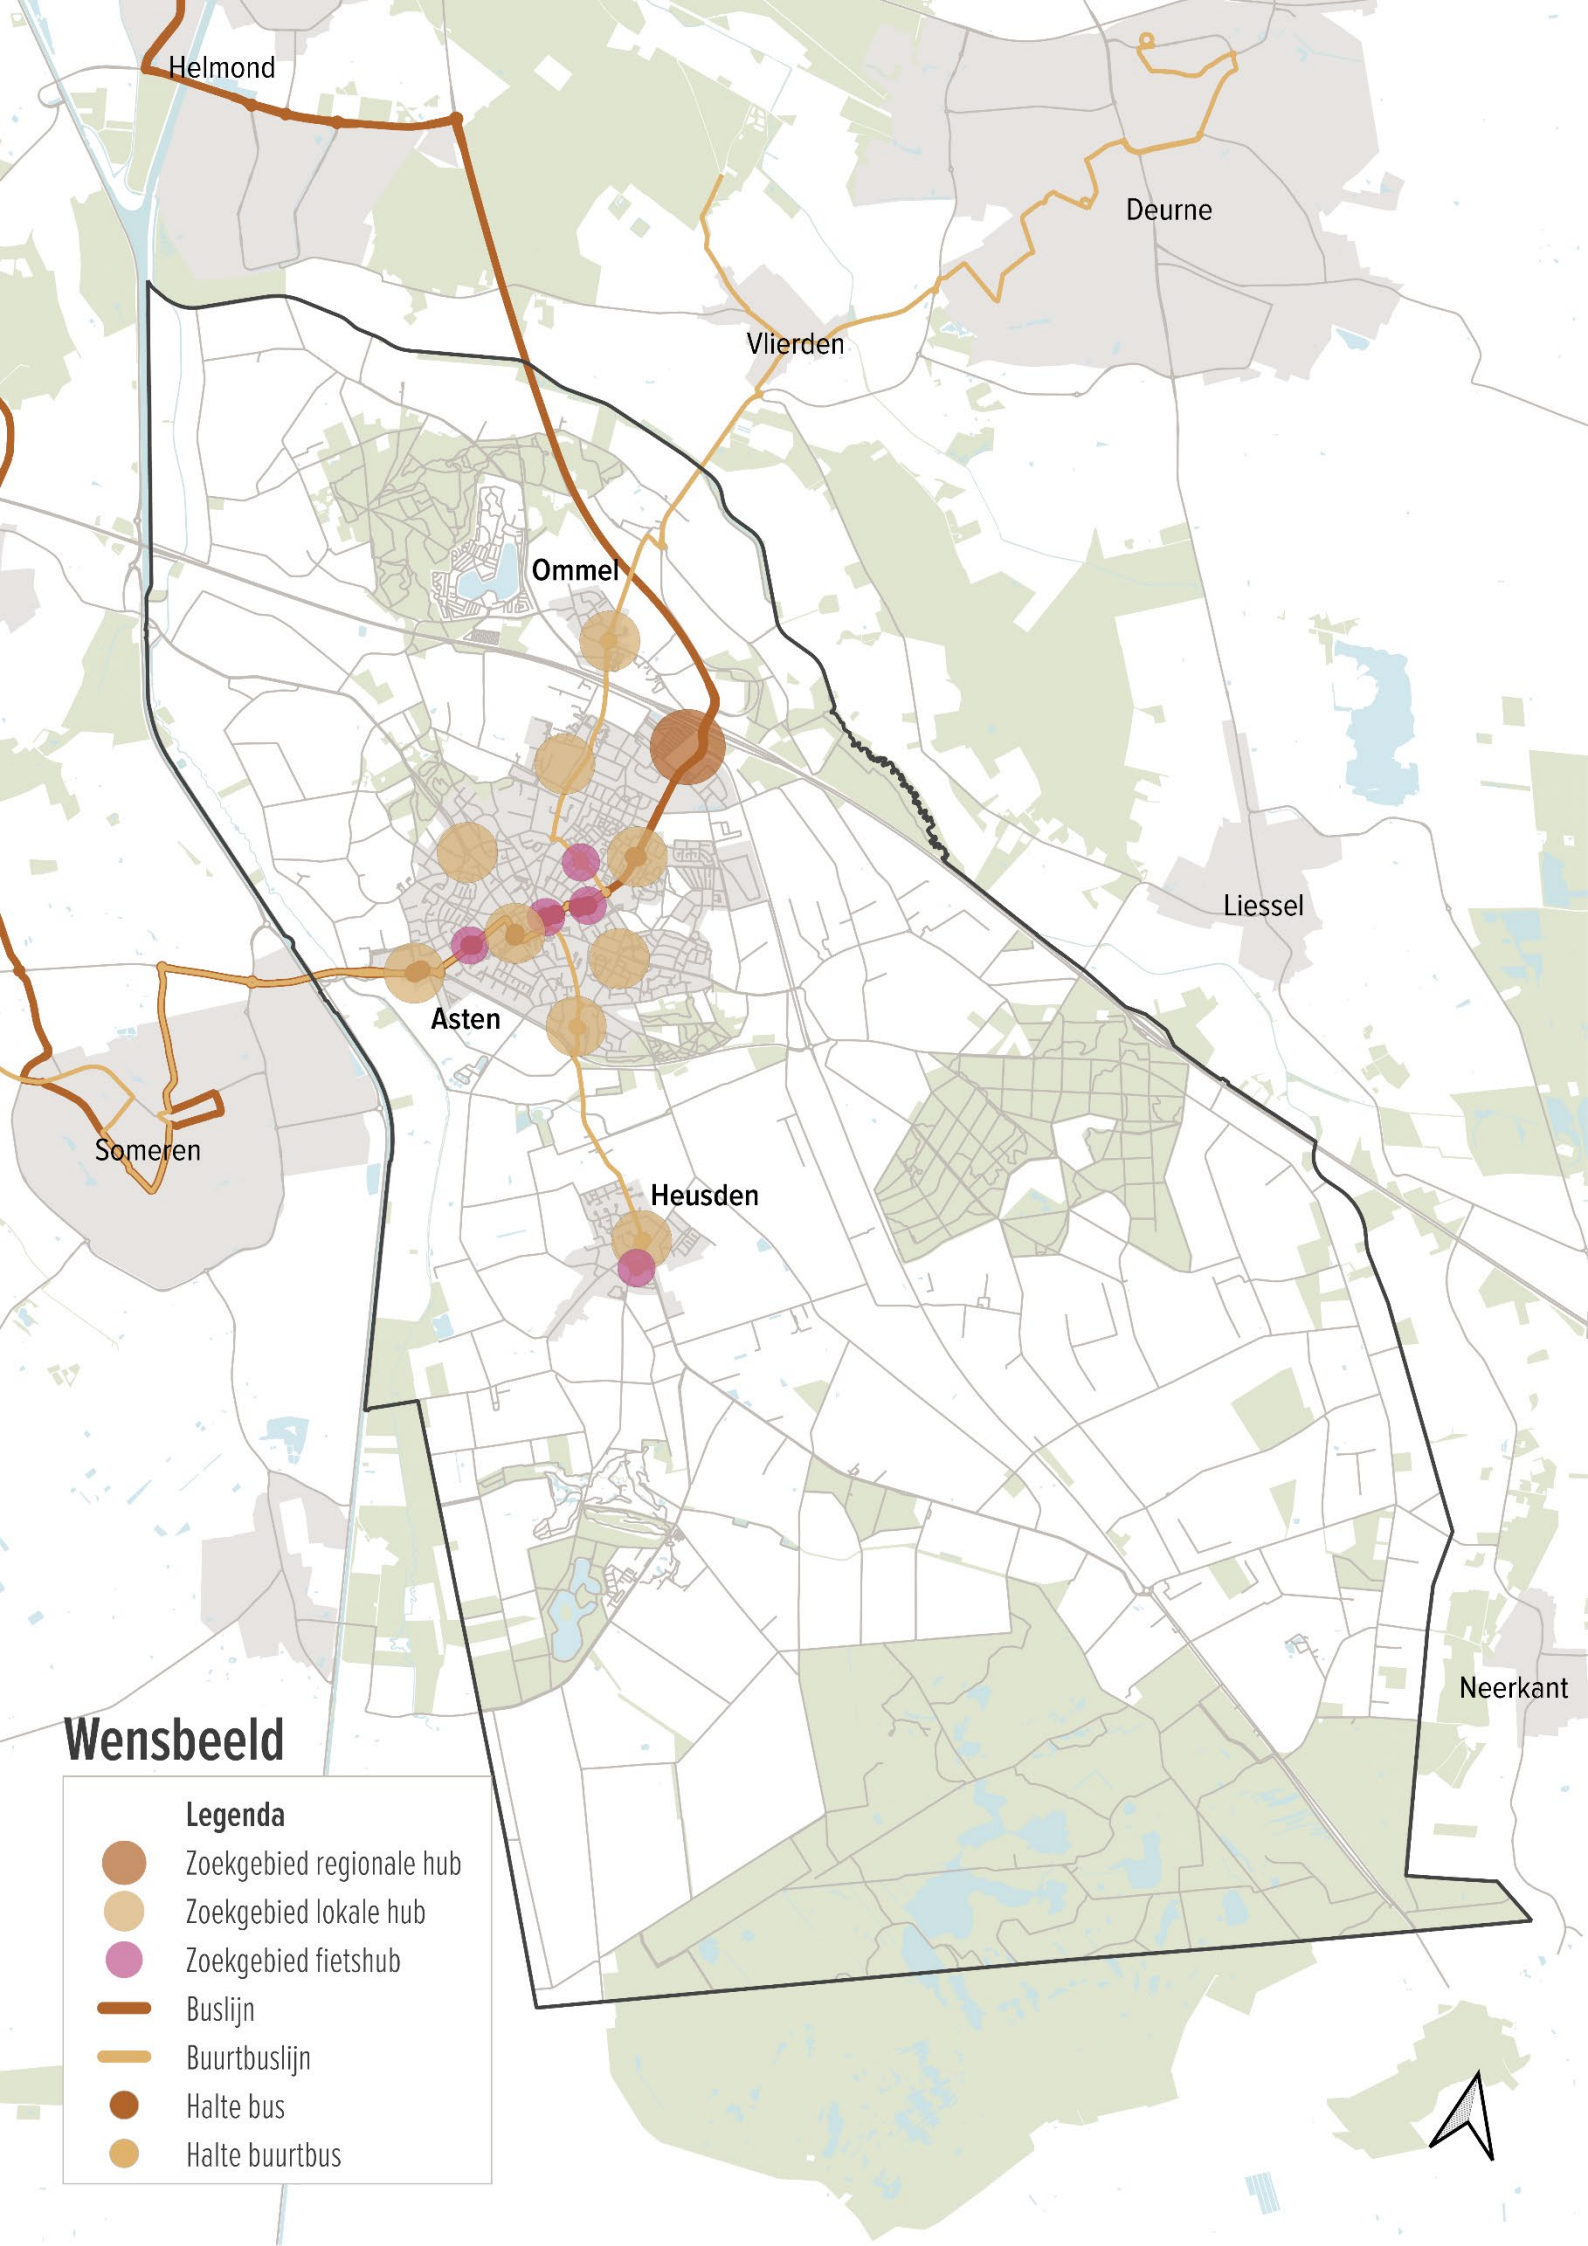 Helmond
Deurne
Vlierden
Ommel
Liessel
Asten
Someren
Heusden
Neerkant
Wensbeeld
Legenda
Zoekgebied regionale hub
Zoekgebied lokale hub
Zoekgebied fietshub
Buslijn
Buurtbuslijn
Halte bus
Halte buurtbus